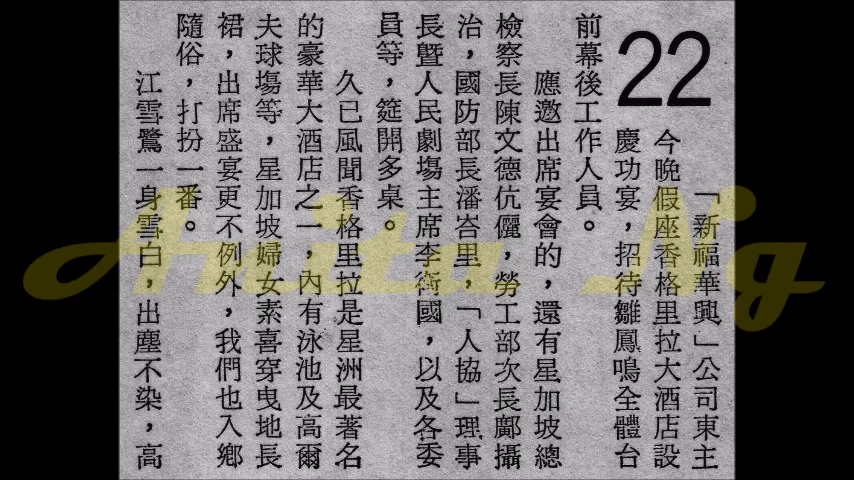 22
「新福華興」公司東主
今晚假座香格里拉大酒店設
慶功宴，招待雛鳳鳴全體台
前幕後工作人員。
應邀出席宴會的，還有星加坡總
檢察長陳文德伉儷，勞工部次長鄺攝
治，國防部長潘峇里，「人協」理事
長暨人民劇塲主席李衛國，以及各委
員等，筵開多桌。
久已風聞香格里拉是星洲最著名
的豪華大酒店之一，內有泳池及高爾
夫球塲等，星加坡婦女素喜穿曳地長
裙，出席盛宴更不例外，我們也入鄉
隨俗，打扮一番。
江雪鷺一身雪白，出塵不染，高
Anita Ng